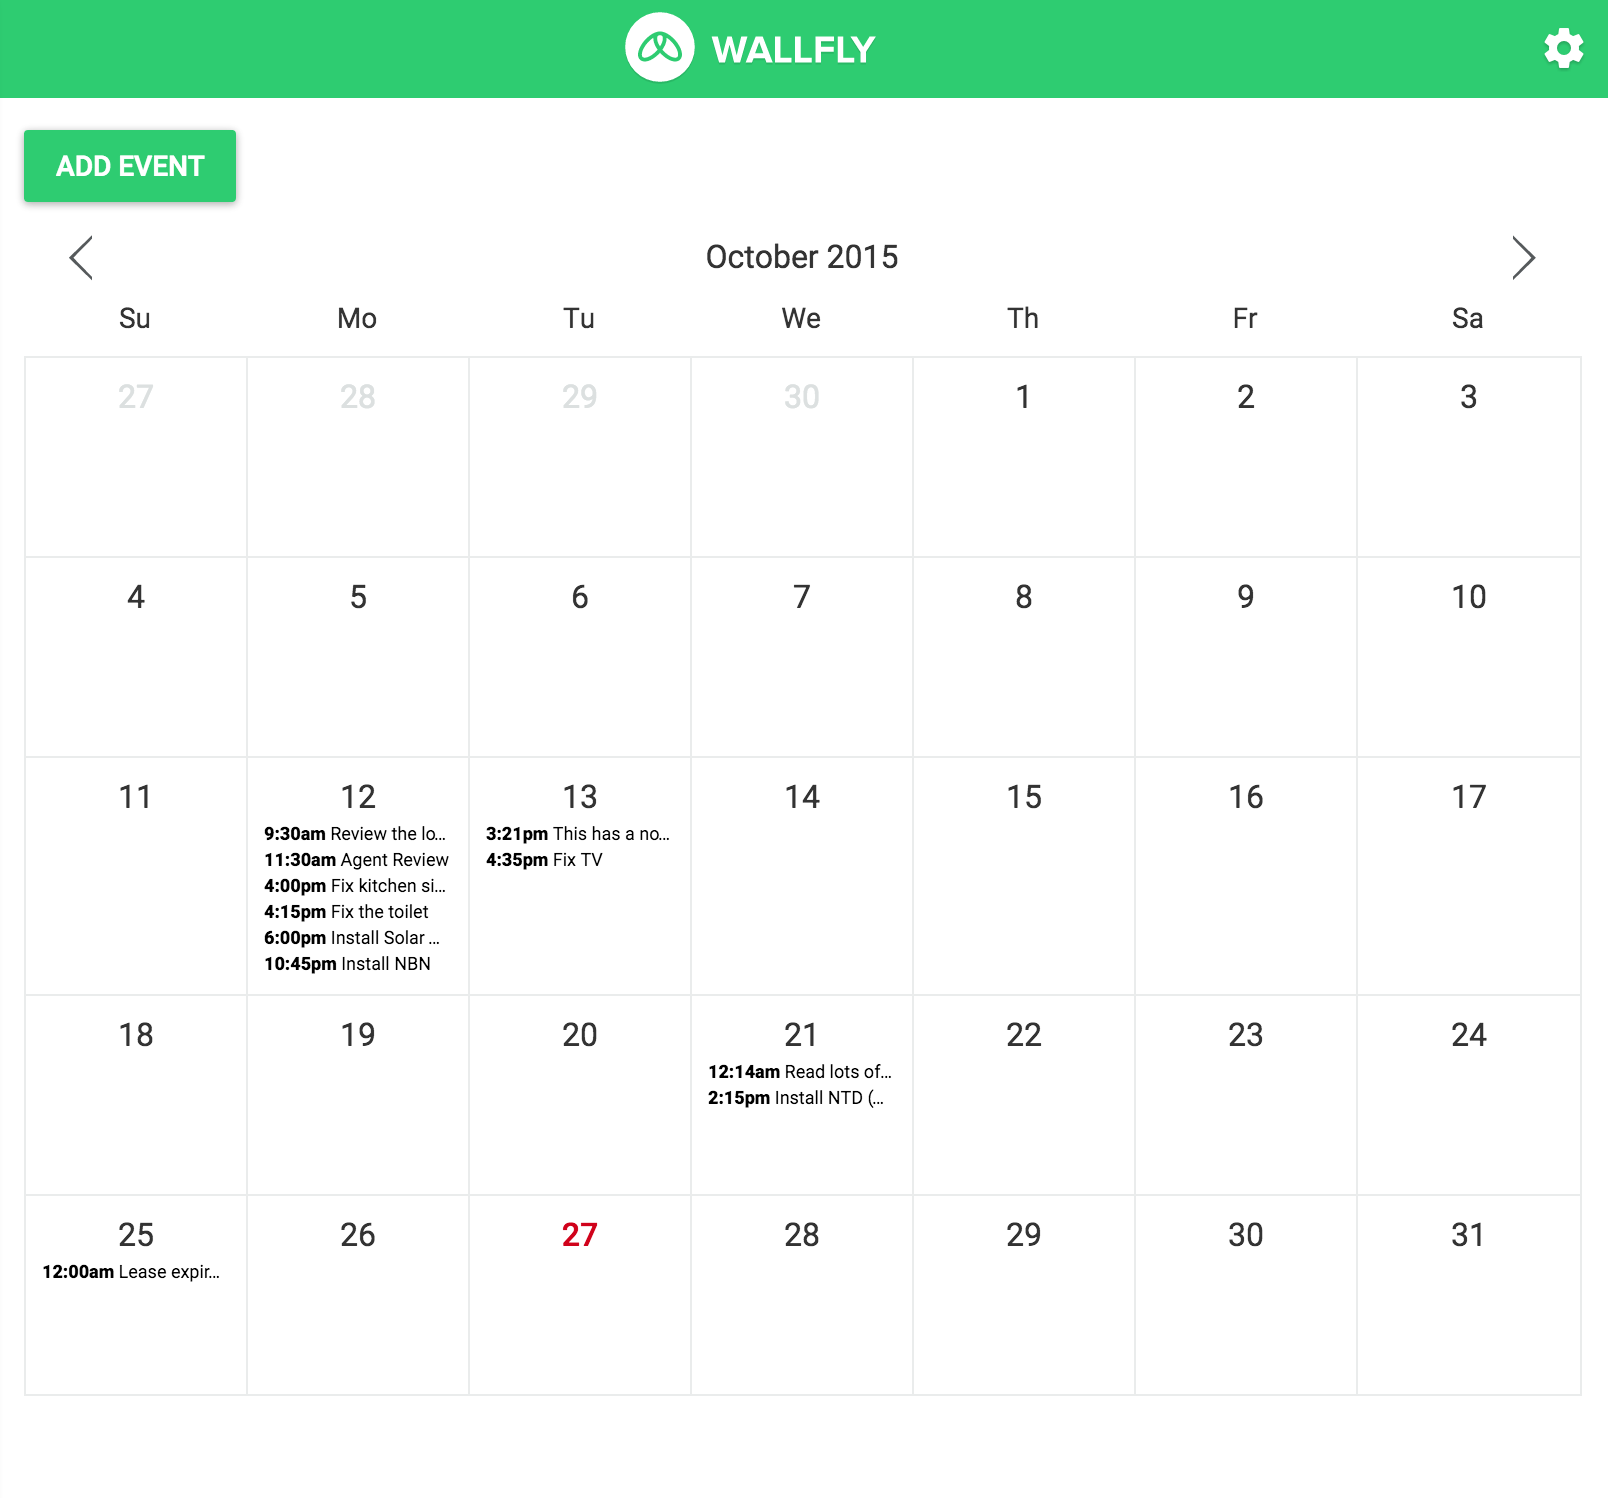 WALLFLY
ADD EVENT
October 2015
Su Mo Tu We Th Fr Sa
27 28 29 30 1 2 3
4 5 6 7 8 9 10
11 12 13 14 15 16 17
9:30am Review the lo...
11:30am Agent Review
4:00pm Fix kitchen si...
4:15pm Fix the toilet
6:00pm Install Solar ...
10:45pm Install NBN
3:21pm This has a no...
4:35pm Fix TV
18 19 20 21 22 23 24
12:14am Read lots of...
2:15pm Install NTD (...
25 26 27 28 29 30 31
12:00am Lease expir...